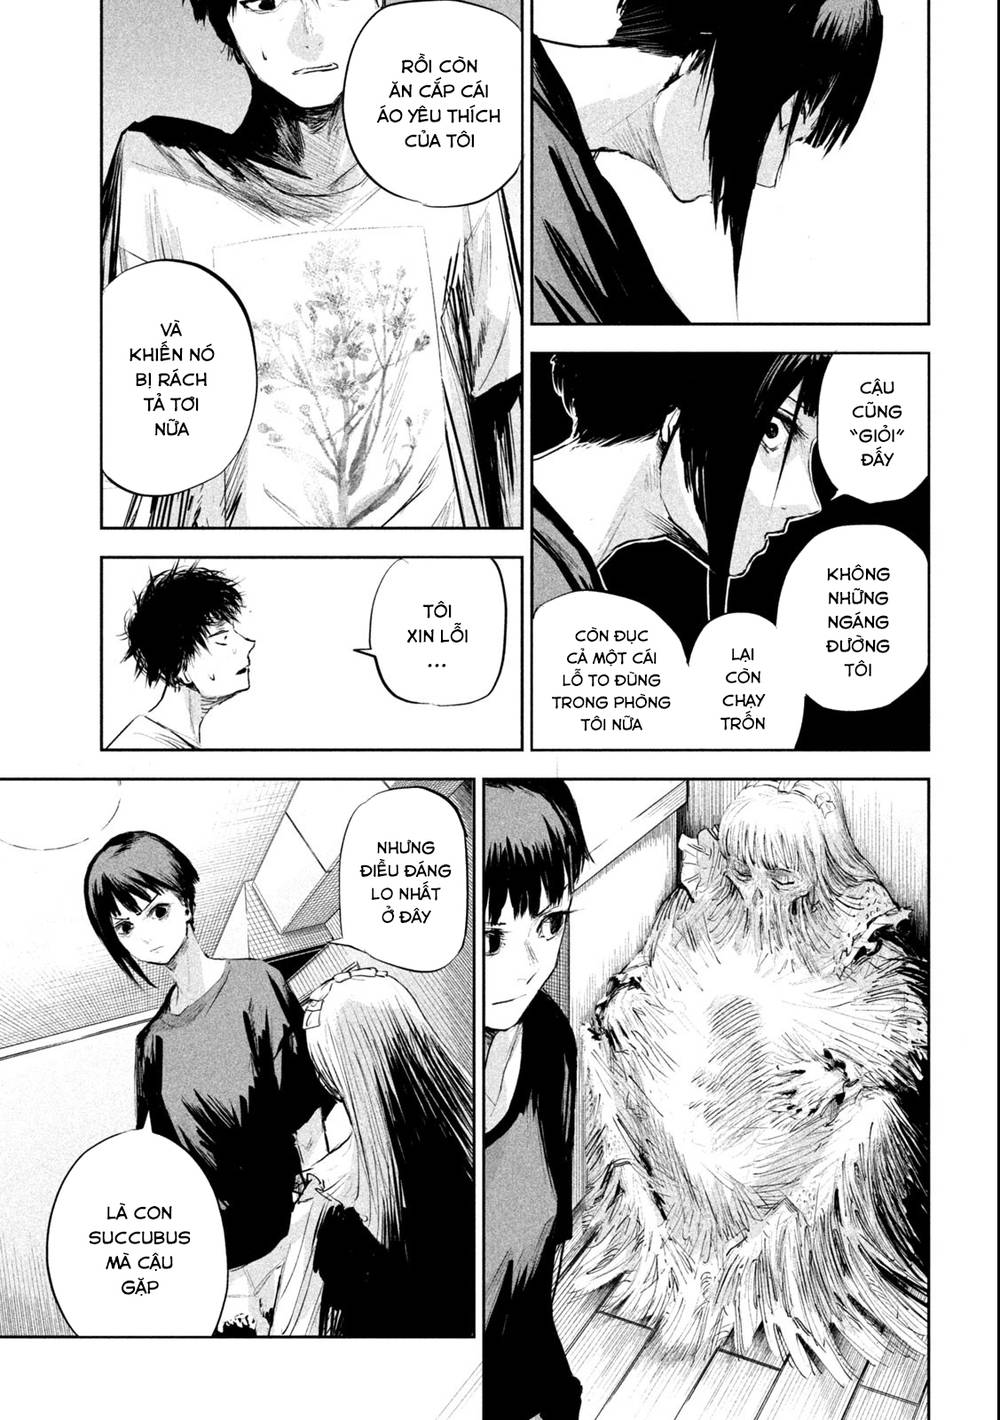 CẬU
CŨNG
"GIỎI"
ĐẤY
KHÔNG
NHỮNG
NGÁNG
ĐƯỜNG
TÔI
LẠI
CÒN
CHẠY
TRỐN
CÒN ĐỤC
CẢ MỘT CÁI
LỖ TO ĐÙNG
TRONG PHÒNG
TÔI NỮA
RỒI CÒN
ĂN CẮP CÁI
ÁO YÊU THÍCH
CỦA TÔI
VÀ
KHIẾN NÓ
BỊ RÁCH
TẢ TƠI
NỮA
TÔI
XIN LỖI
...
NHƯNG
ĐIỀU ĐÁNG
LO NHẤT
Ở ĐÂY
LÀ CON
SUCCUBUS
MÀ CẬU
GẶP